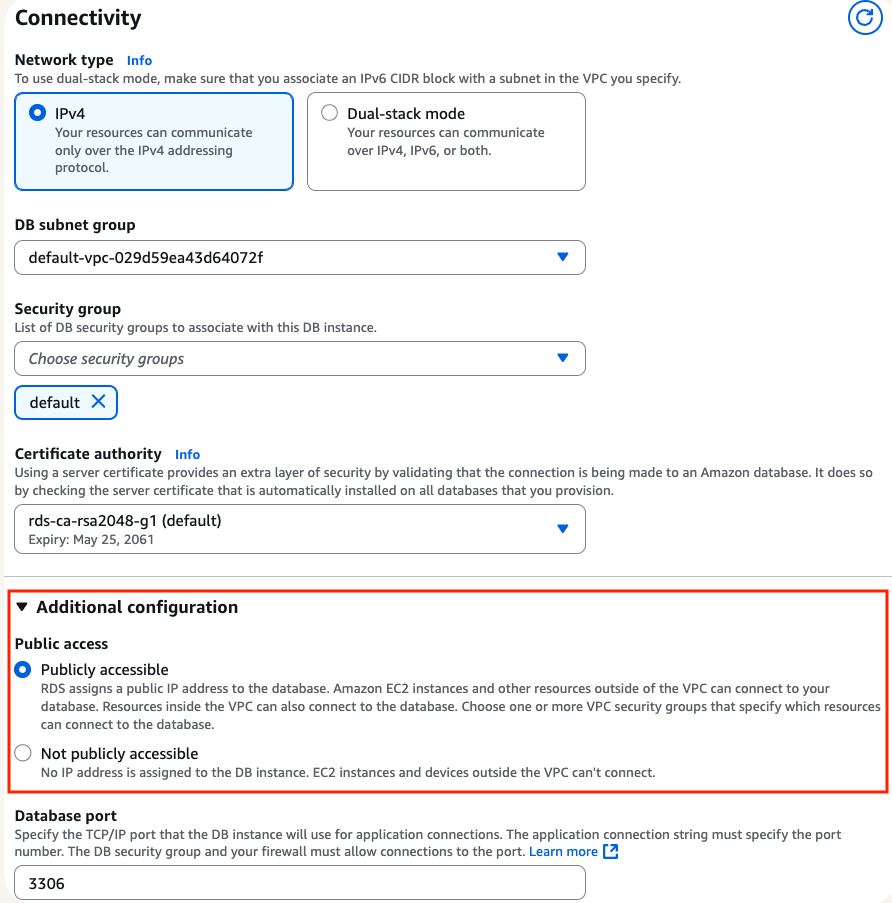 Connectivity
Network type Info
To use dual-stack mode, make sure that you associate an IPv6 CIDR block with a subnet in the VPC you specify.
IPv4
Your resources can communicate
only over the IPv4 addressing
protocol.
Dual-stack mode
Your resources can communicate
over IPv4, IPv6, or both.
DB subnet group
default-vpc-029d59ea43d64072f
Security group
List of DB security groups to associate with this DB instance.
Choose security groups
default
Certificate authority Info
Using a server certificate provides an extra layer of security by validating that the connection is being made to an Amazon database. It does so
by checking the server certificate that is automatically installed on all databases that you provision.
rds-ca-rsa2048-g1 (default)
Expiry: May 25, 2061
Additional configuration
Public access
Publicly accessible
RDS assigns a public IP address to the database. Amazon EC2 instances and other resources outside of the VPC can connect to your
database. Resources inside the VPC can also connect to the database. Choose one or more VPC security groups that specify which resources
can connect to the database.
Not publicly accessible
No IP address is assigned to the DB instance. EC2 instances and devices outside the VPC can't connect.
Database port
Specify the TCP/IP port that the DB instance will use for application connections. The application connection string must specify the port
number. The DB security group and your firewall must allow connections to the port. Learn more
3306